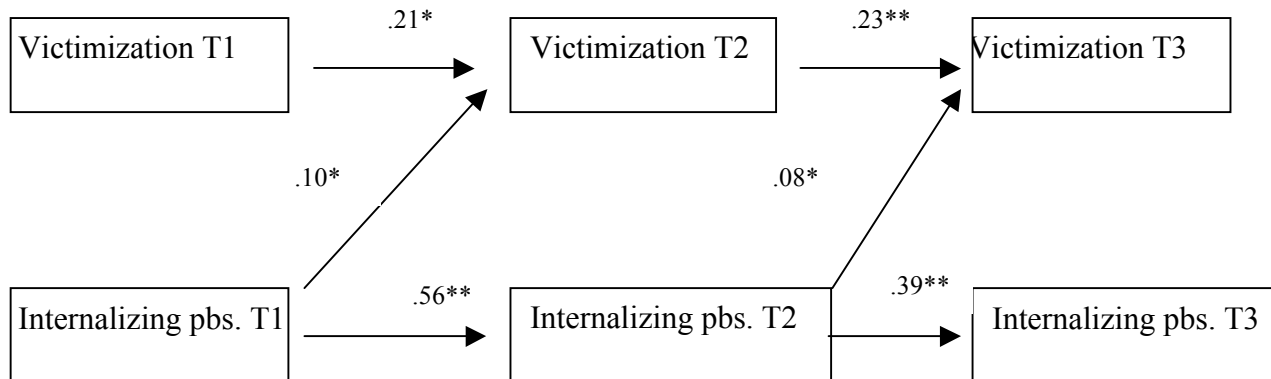 .21*
.23**
Victimization T1
Victimization T2
Victimization T3
.10*
.08*
.56**
.39**
Internalizing pbs. T1
Internalizing pbs. T2
Internalizing pbs. T3